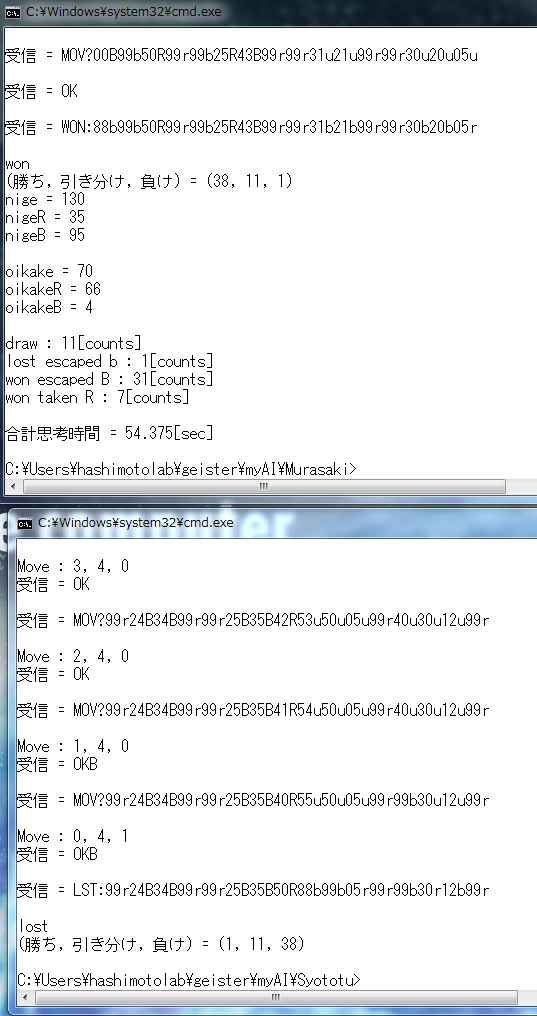 C:¥Windows¥system32¥cmd.exe
受信 = MOV?00B99b50R99r99b25R43B99r99r31u21u99r99r30u20u05u
受信 = OK
受信 = WON:88b99b50R99r99b25R43B99r99r31b21b99r99r30b20b05r
won
(勝ち, 引き分け, 負け) = (38, 11, 1)
nige = 130
nigeR = 35
nigeB = 95
oikake = 70
oikakeR = 66
oikakeB = 4
draw : 11[counts]
lost escaped b : 1[counts]
won escaped B : 31[counts]
won taken R : 7[counts]
合計思考時間 = 54.375[sec]
C:¥Users¥hashimotolab¥geister¥myAI¥Murasaki>
C:¥Windows¥system32¥cmd.exe
computer
Move : 3, 4, 0
受信 = OK
受信 = MOV?99r24B34B99r99r25B35B42R53u50u05u99r40u30u12u99r
Move : 2, 4, 0
受信 = OK
受信 = MOV?99r24B34B99r99r25B35B41R54u50u05u99r40u30u12u99r
Move : 1, 4, 0
受信 = OKB
受信 = MOV?99r24B34B99r99r25B35B40R55u50u05u99r99b30u12u99r
Move : 0, 4, 1
受信 = OKB
受信 = LST:99r24B34B99r99r25B35B50R88b99b05r99r99b30r12b99r
lost
(勝ち, 引き分け, 負け) = (1, 11, 38)
C:¥Users¥hashimotolab¥geister¥myAI¥Syototu>